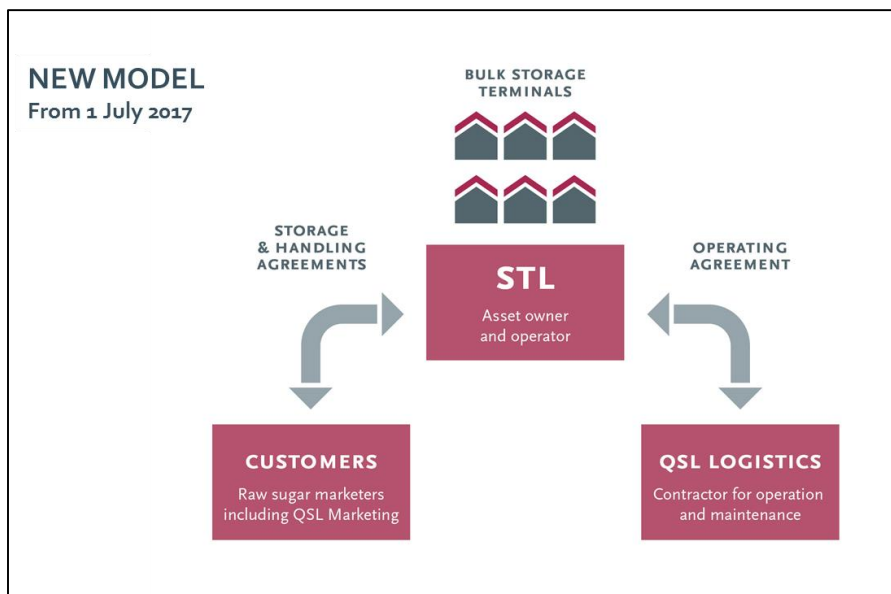 NEW MODEL
From 1 July 2017
BULK STORAGE
TERMINALS
STORAGE
& HANDLING
AGREEMENTS
OPERATING
AGREEMENT
STL
Asset owner
and operator
CUSTOMERS
Raw sugar marketers
including QSL Marketing
QSL LOGISTICS
Contractor for operation
and maintenance